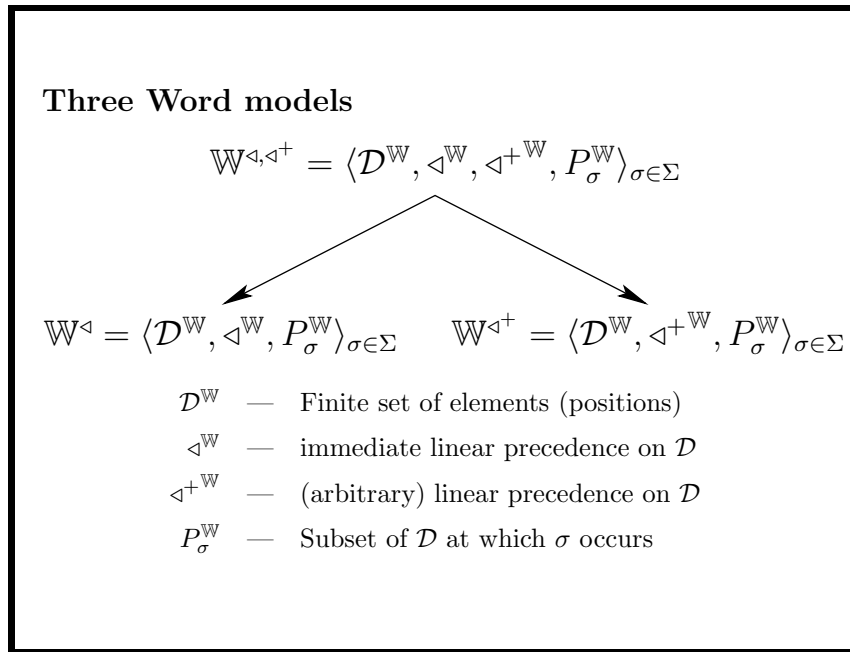 Three Word models
𝕎^{◃,◃⁺} = ⟨𝒟^𝕎, ◃^𝕎, ◃⁺^𝕎, P_σ^𝕎⟩_{σ∈Σ}
𝕎^◃ = ⟨𝒟^𝕎, ◃^𝕎, P_σ^𝕎⟩_{σ∈Σ} 𝕎^{◃⁺} = ⟨𝒟^𝕎, ◃⁺^𝕎, P_σ^𝕎⟩_{σ∈Σ}
𝒟^𝕎 — Finite set of elements (positions)
◃^𝕎 — immediate linear precedence on 𝒟
◃⁺^𝕎 — (arbitrary) linear precedence on 𝒟
P_σ^𝕎 — Subset of 𝒟 at which σ occurs